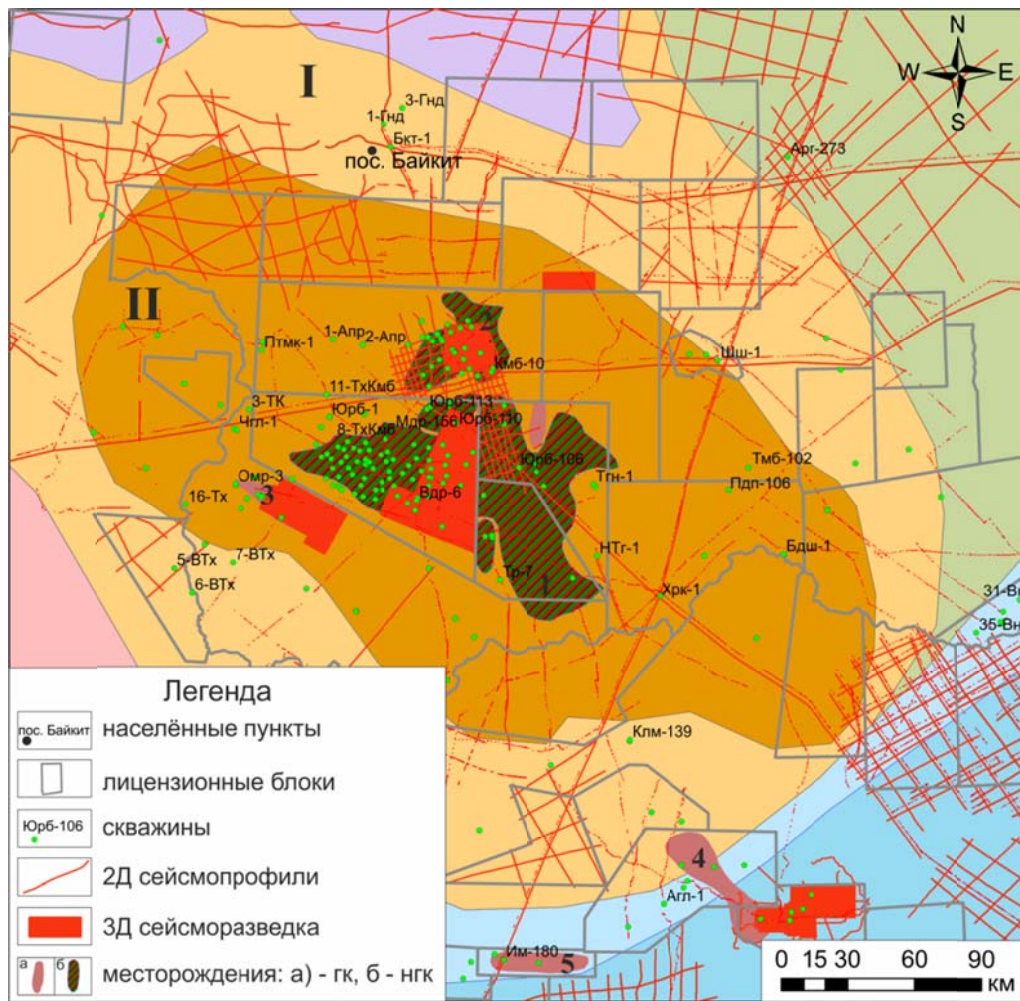 N
W E
S
I
3-Гнд
1-Гнд
Бкт-1
пос. Байкит
Арг-273
II
2
1-Апр
2-Апр
Птмк-1
Шш-1
Кмб-10
11-ТхКмб
3-ТК
Юрб-1
Юрб-113
Чгл-1
Мдр-156
Юрб-110
8-ТхКмб
Юрб-106
Тмб-102
Омр-3
Тгн-1
Пдп-106
3
Вдр-6
16-Тх
5-ВТх
7-ВТх
НТг-1
Бдш-1
6-ВТх
Тр-7
1
Хрк-1
31-Вн
35-Вн
Клм-139
4
Агл-1
Им-180
5
Легенда
пос. Байкит
населённые пункты
лицензионные блоки
Юрб-106
скважины
2Д сейсмопрофили
3Д сейсморазведка
а б
месторождения: а) - гк, б - нгк
0 15 30 60 90
км